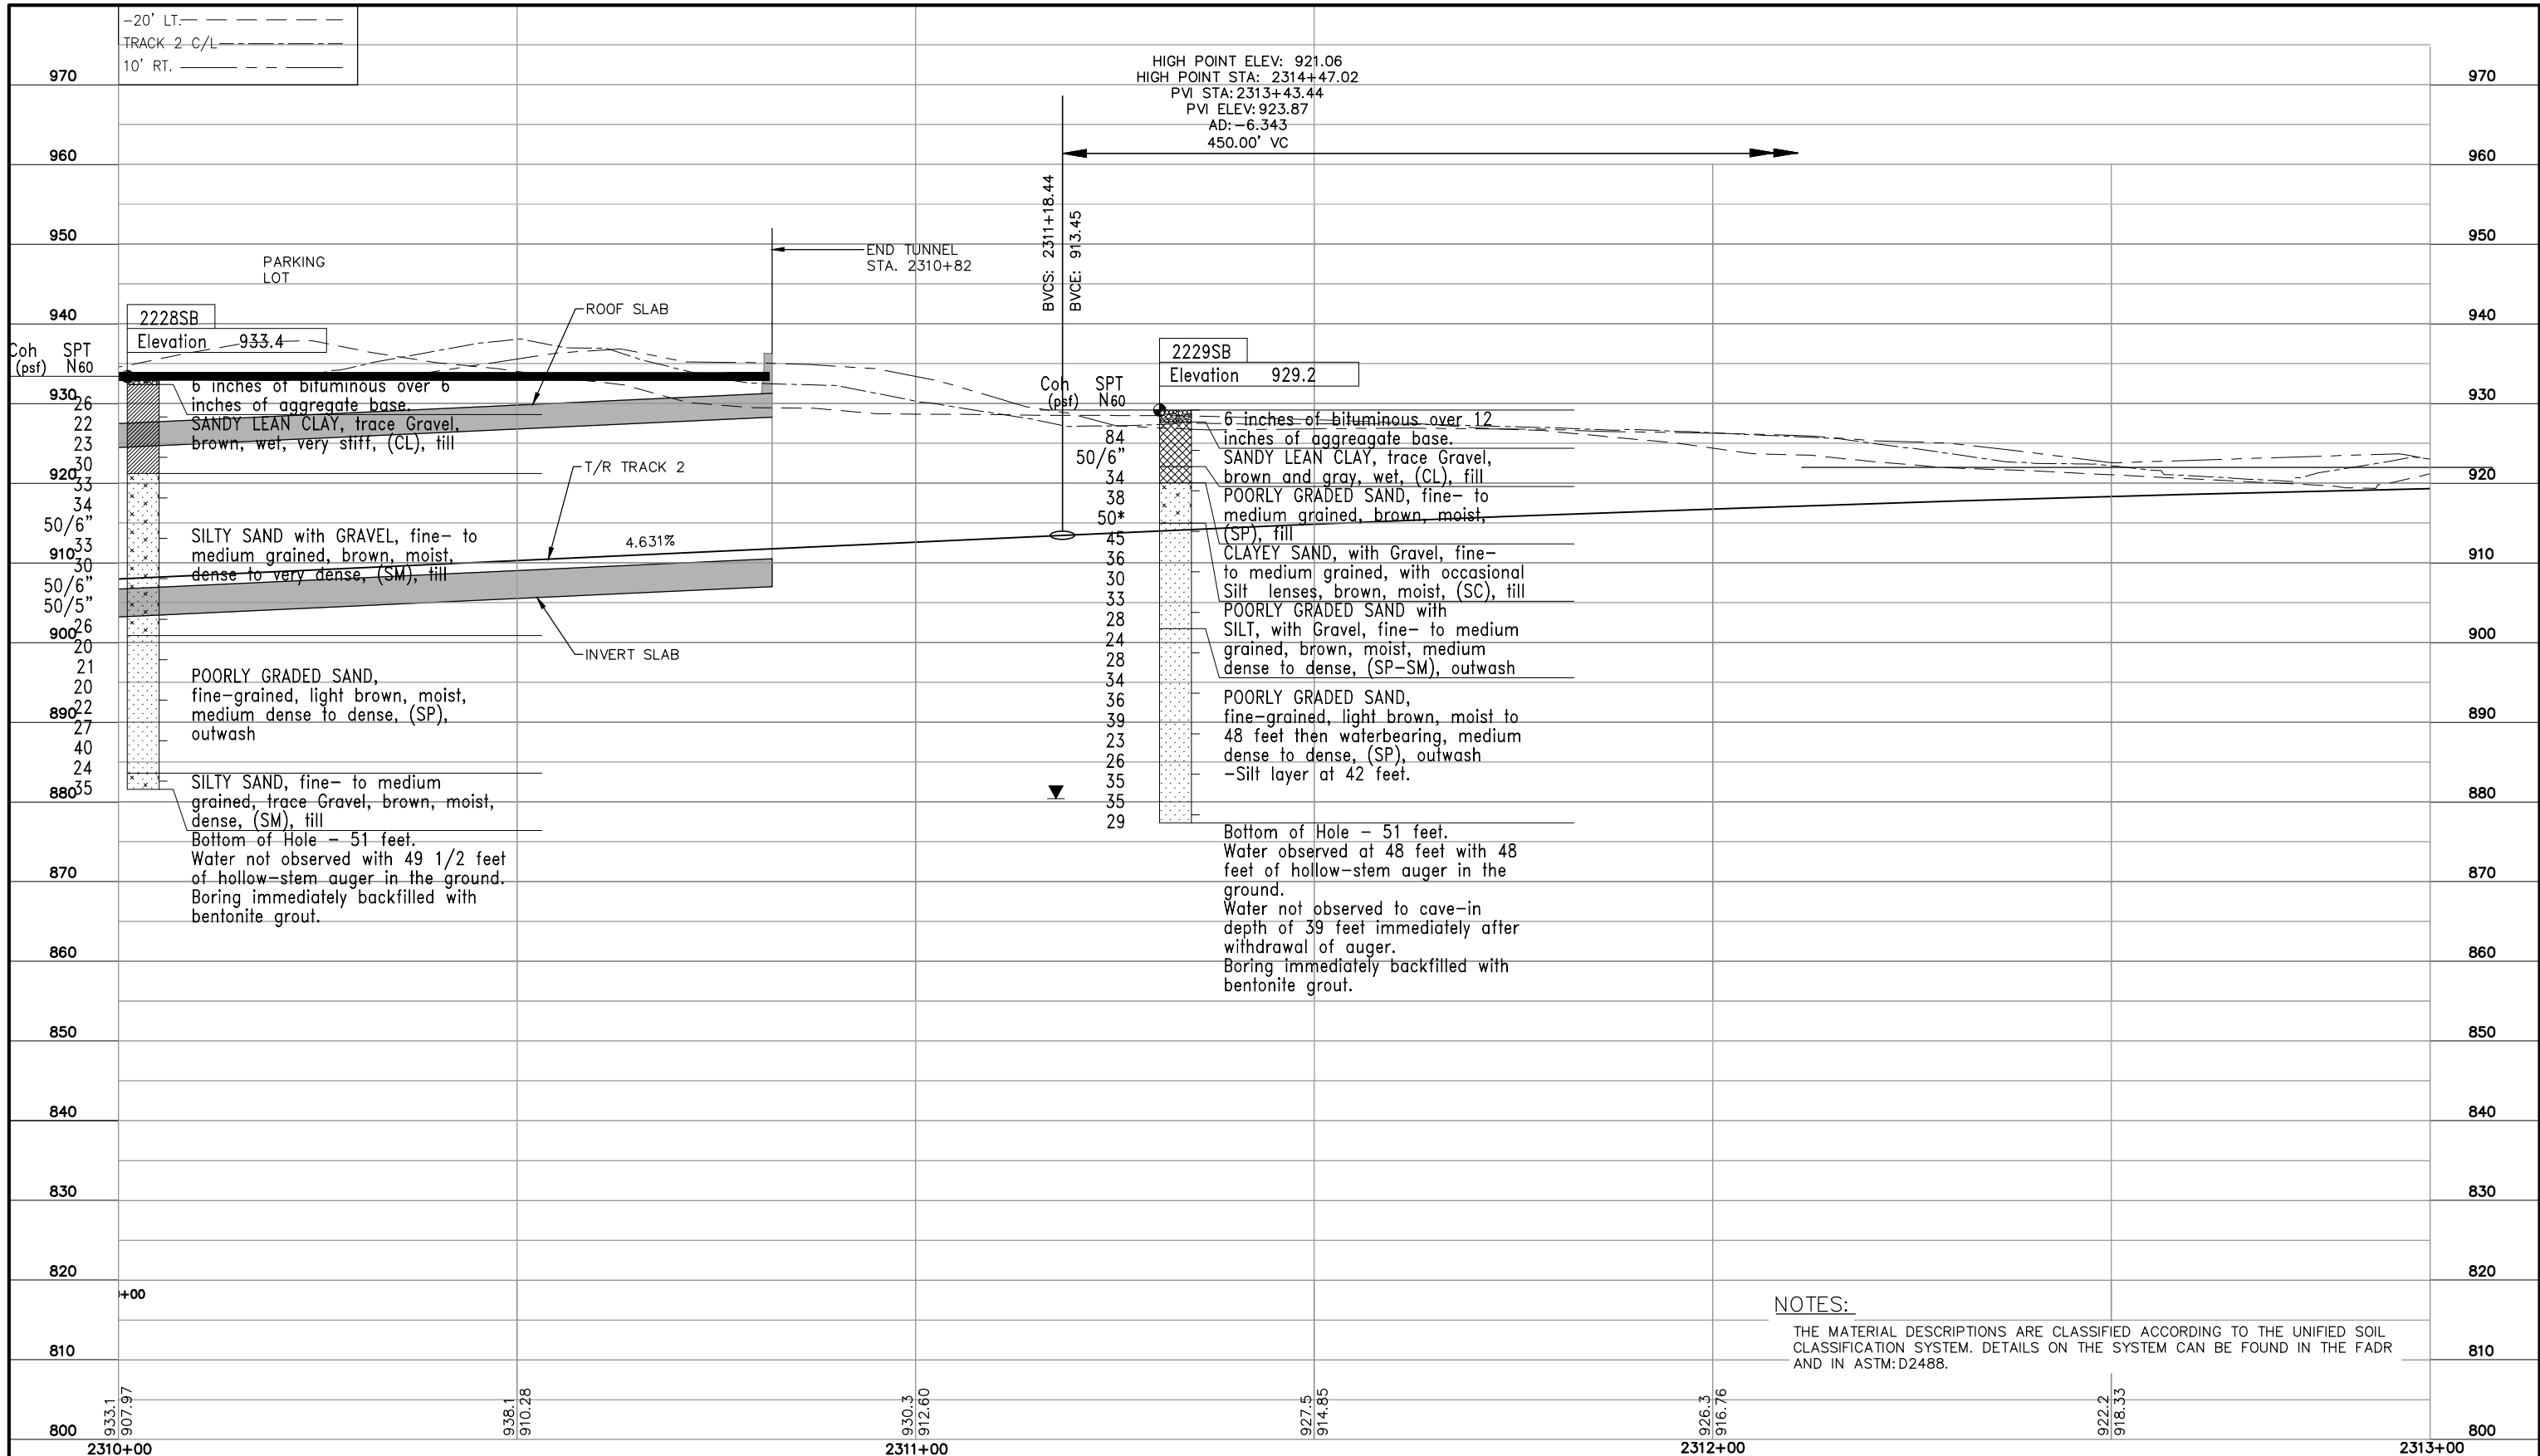 -20' LT.
TRACK 2 C/L
10' RT.
HIGH POINT ELEV: 921.06
HIGH POINT STA: 2314+47.02
PVI STA:2313+43.44
PVI ELEV:923.87
AD:-6.343
450.00' VC
BVCS: 2311+18.44
BVCE: 913.45
970
960
950
940
930
920
910
900
890
880
870
860
850
840
830
820
810
800
PARKING
LOT
END TUNNEL
STA. 2310+82
ROOF SLAB
T/R TRACK 2
4.631%
INVERT SLAB
2228SB
Elevation 933.4
Coh SPT
(psf) N60
26
22
23
30
33
34
50/6"
33
30
50/6"
50/5"
26
20
21
20
22
27
40
24
35
6 inches of bituminous over 6
inches of aggregate base.
SANDY LEAN CLAY, trace Gravel,
brown, wet, very stiff, (CL), till
SILTY SAND with GRAVEL, fine- to
medium grained, brown, moist,
dense to very dense, (SM), till
POORLY GRADED SAND,
fine-grained, light brown, moist,
medium dense to dense, (SP),
outwash
SILTY SAND, fine- to medium
grained, trace Gravel, brown, moist,
dense, (SM), till
Bottom of Hole - 51 feet.
Water not observed with 49 1/2 feet
of hollow-stem auger in the ground.
Boring immediately backfilled with
bentonite grout.
2229SB
Elevation 929.2
Coh SPT
(psf) N60
84
50/6"
34
38
50*
45
36
30
33
28
24
28
34
36
39
23
26
35
35
29
6 inches of bituminous over 12
inches of aggreagate base.
SANDY LEAN CLAY, trace Gravel,
brown and gray, wet, (CL), fill
POORLY GRADED SAND, fine- to
medium grained, brown, moist,
(SP), fill
CLAYEY SAND, with Gravel, fine-
to medium grained, with occasional
Silt lenses, brown, moist, (SC), till
POORLY GRADED SAND with
SILT, with Gravel, fine- to medium
grained, brown, moist, medium
dense to dense, (SP-SM), outwash
POORLY GRADED SAND,
fine-grained, light brown, moist to
48 feet then waterbearing, medium
dense to dense, (SP), outwash
-Silt layer at 42 feet.
Bottom of Hole - 51 feet.
Water observed at 48 feet with 48
feet of hollow-stem auger in the
ground.
Water not observed to cave-in
depth of 39 feet immediately after
withdrawal of auger.
Boring immediately backfilled with
bentonite grout.
970
960
950
940
930
920
910
900
890
880
870
860
850
840
830
820
810
800
+00
NOTES:
THE MATERIAL DESCRIPTIONS ARE CLASSIFIED ACCORDING TO THE UNIFIED SOIL
CLASSIFICATION SYSTEM. DETAILS ON THE SYSTEM CAN BE FOUND IN THE FADR
AND IN ASTM:D2488.
933.1
907.97
938.1
910.28
930.3
912.60
927.5
914.85
926.3
916.76
922.2
918.33
2310+00
2311+00
2312+00
2313+00